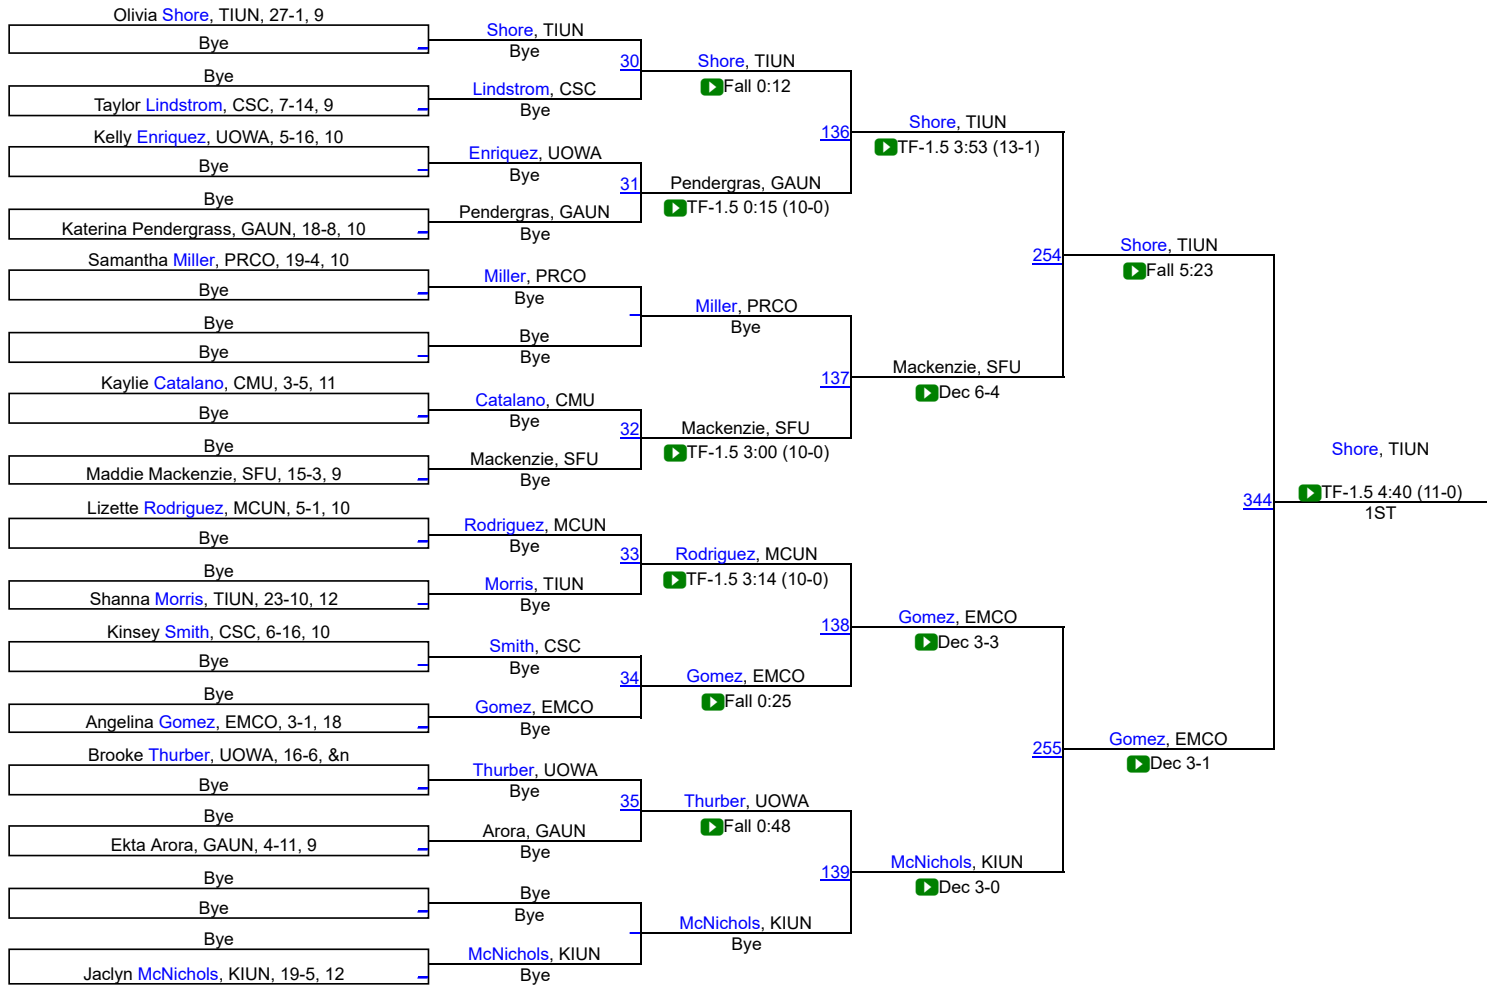 Olivia Shore, TIUN, 27-1, 9
Bye
Bye
Taylor Lindstrom, CSC, 7-14, 9
Kelly Enriquez, UOWA, 5-16, 10
Bye
Bye
Katerina Pendergrass, GAUN, 18-8, 10
Samantha Miller, PRCO, 19-4, 10
Bye
Bye
Bye
Kaylie Catalano, CMU, 3-5, 11
Bye
Bye
Maddie Mackenzie, SFU, 15-3, 9
Lizette Rodriguez, MCUN, 5-1, 10
Bye
Bye
Shanna Morris, TIUN, 23-10, 12
Kinsey Smith, CSC, 6-16, 10
Bye
Bye
Angelina Gomez, EMCO, 3-1, 18
Brooke Thurber, UOWA, 16-6, &n
Bye
Bye
Ekta Arora, GAUN, 4-11, 9
Bye
Bye
Bye
Jaclyn McNichols, KIUN, 19-5, 12
Shore, TIUN
Bye
30
Lindstrom, CSC
Bye
Enriquez, UOWA
Bye
31
Pendergras, GAUN
Bye
Miller, PRCO
Bye
Bye
Bye
Catalano, CMU
Bye
32
Mackenzie, SFU
Bye
Rodriguez, MCUN
Bye
33
Morris, TIUN
Bye
Smith, CSC
Bye
34
Gomez, EMCO
Bye
Thurber, UOWA
Bye
35
Arora, GAUN
Bye
Bye
Bye
McNichols, KIUN
Bye
Shore, TIUN
Fall 0:12
136
Pendergras, GAUN
TF-1.5 0:15 (10-0)
Miller, PRCO
Bye
137
Mackenzie, SFU
TF-1.5 3:00 (10-0)
Rodriguez, MCUN
TF-1.5 3:14 (10-0)
138
Gomez, EMCO
Fall 0:25
Thurber, UOWA
Fall 0:48
139
McNichols, KIUN
Bye
Shore, TIUN
TF-1.5 3:53 (13-1)
254
Mackenzie, SFU
Dec 6-4
Gomez, EMCO
Dec 3-3
255
McNichols, KIUN
Dec 3-0
Shore, TIUN
Fall 5:23
344
Gomez, EMCO
Dec 3-1
Shore, TIUN
TF-1.5 4:40 (11-0)
1ST